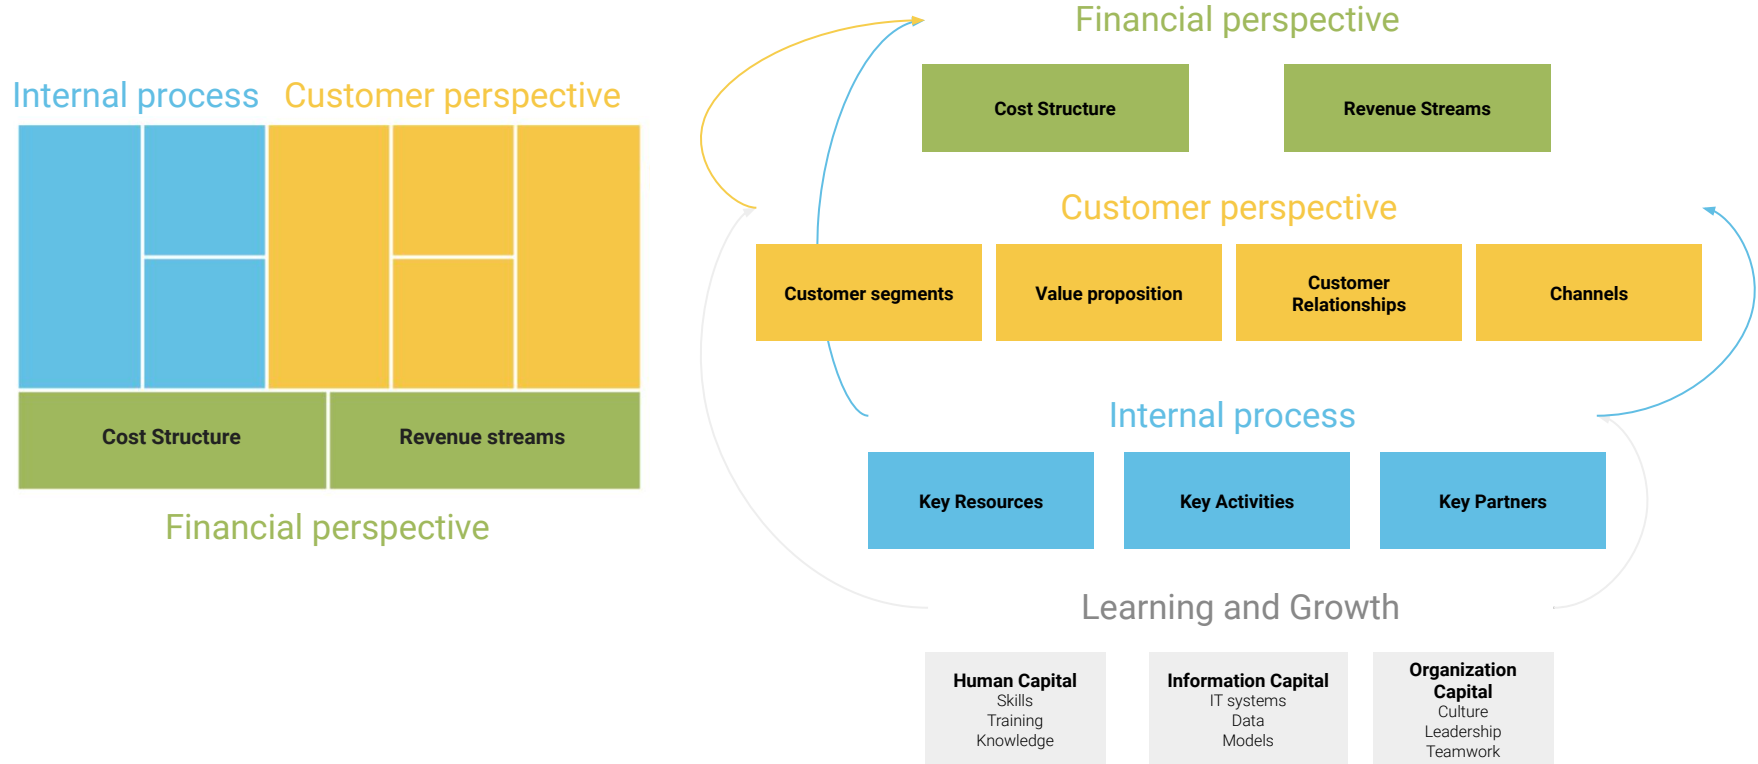 Internal process
Customer perspective
Cost Structure
Revenue streams
Financial perspective
Financial perspective
Cost Structure
Revenue Streams
Customer perspective
Customer segments
Value proposition
Customer
Relationships
Channels
Internal process
Key Resources
Key Activities
Key Partners
Learning and Growth
Human Capital
Skills
Training
Knowledge
Information Capital
IT systems
Data
Models
Organization
Capital
Culture
Leadership
Teamwork